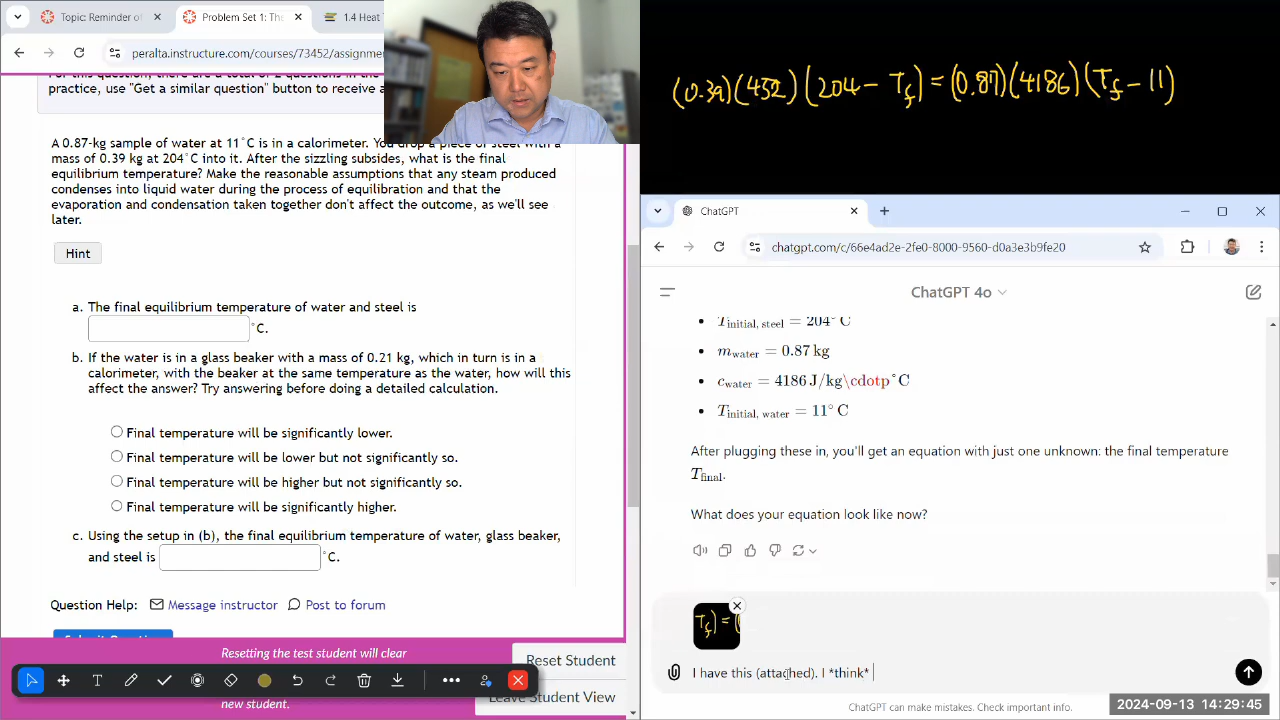 Topic: Reminder of
Problem Set 1: The
1.4 Heat T
peralta.instructure.com/courses/73452/assignme
practice, use "Get a similar question" button to receive a
A 0.87-kg sample of water at 11°C is in a calorimeter. You drop a piece of steel with a
mass of 0.39 kg at 204°C into it. After the sizzling subsides, what is the final
equilibrium temperature? Make the reasonable assumptions that any steam produced
condenses into liquid water during the process of equilibration and that the
evaporation and condensation taken together don't affect the outcome, as we'll see
later.
Hint
a. The final equilibrium temperature of water and steel is
°C.
b. If the water is in a glass beaker with a mass of 0.21 kg, which in turn is in a
calorimeter, with the beaker at the same temperature as the water, how will this
affect the answer? Try answering before doing a detailed calculation.
Final temperature will be significantly lower.
Final temperature will be lower but not significantly so.
Final temperature will be higher but not significantly so.
Final temperature will be significantly higher.
c. Using the setup in (b), the final equilibrium temperature of water, glass beaker,
and steel is °C.
Question Help: Message instructor Post to forum
Resetting the test student will clear
Reset Student
Leave Student View
new student.
(0.39)(452)(204 - T_f) = (0.87)(4186)(T_f - 11)
ChatGPT
chatgpt.com/c/66e4ad2e-2fe0-8000-9560-d0a3e3b9fe20
ChatGPT 4o
T_initial, steel = 204° C
m_water = 0.87 kg
c_water = 4186 J/kg\cdotp°C
T_initial, water = 11° C
After plugging these in, you'll get an equation with just one unknown: the final temperature
T_final.
What does your equation look like now?
T_f) = (
I have this (attached). I *think*
ChatGPT can make mistakes. Check important info.
2024-09-13 14:29:45